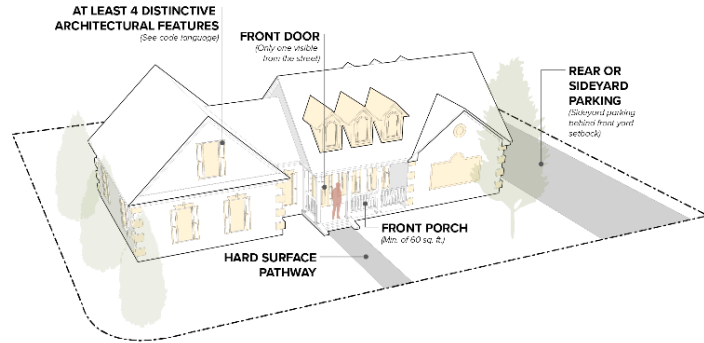 AT LEAST 4 DISTINCTIVE
ARCHITECTURAL FEATURES
(See code language)
FRONT DOOR
(Only one visible
from the street)
REAR OR
SIDEYARD
PARKING
(Sideyard parking
behind front yard
setback)
FRONT PORCH
(Min. of 60 sq. ft.)
HARD SURFACE
PATHWAY